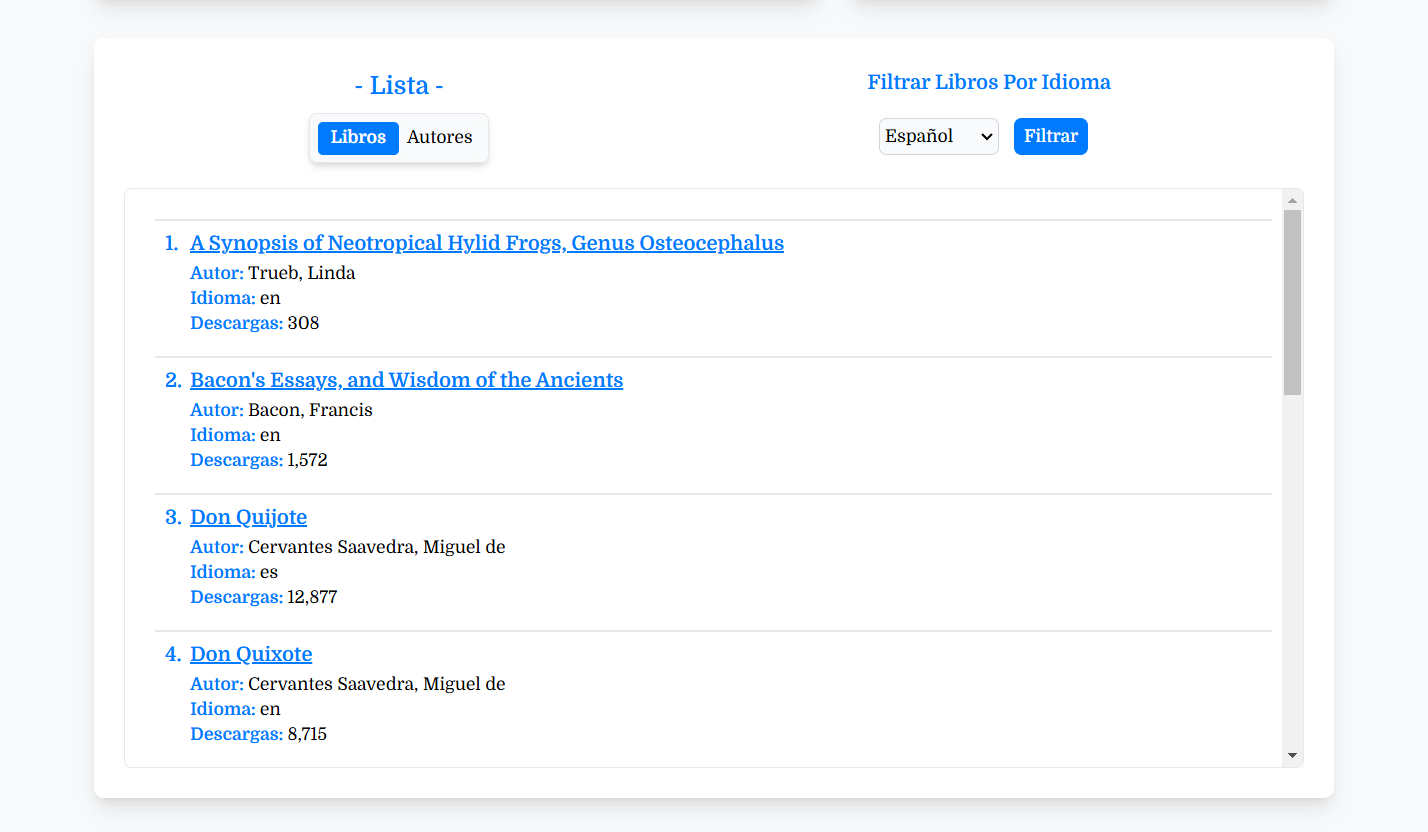 - Lista -
Libros Autores
Filtrar Libros Por Idioma
Español Filtrar
1. A Synopsis of Neotropical Hylid Frogs, Genus Osteocephalus
Autor: Trueb, Linda
Idioma: en
Descargas: 308
2. Bacon's Essays, and Wisdom of the Ancients
Autor: Bacon, Francis
Idioma: en
Descargas: 1,572
3. Don Quijote
Autor: Cervantes Saavedra, Miguel de
Idioma: es
Descargas: 12,877
4. Don Quixote
Autor: Cervantes Saavedra, Miguel de
Idioma: en
Descargas: 8,715